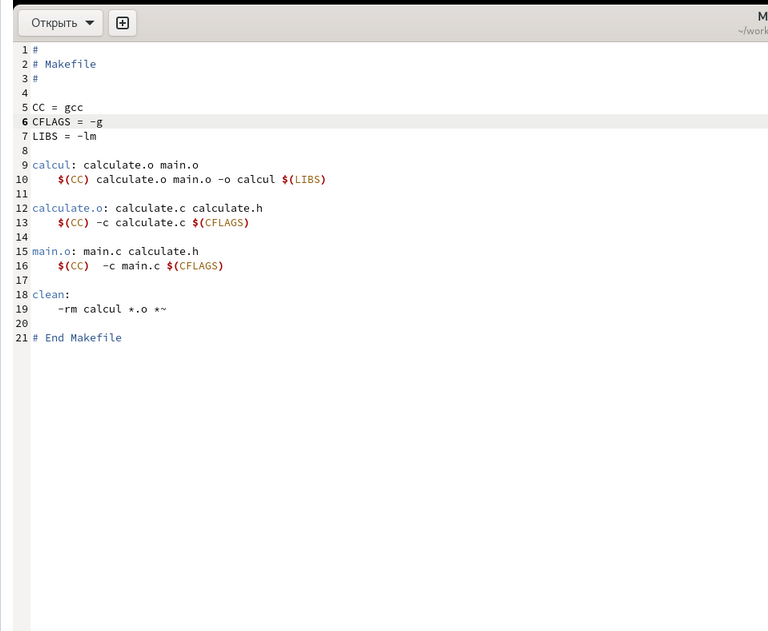 Открыть
M
~/work
1 #
2 # Makefile
3 #
4
5 CC = gcc
6 CFLAGS = -g
7 LIBS = -lm
8
9 calcul: calculate.o main.o
10     $(CC) calculate.o main.o -o calcul $(LIBS)
11
12 calculate.o: calculate.c calculate.h
13     $(CC) -c calculate.c $(CFLAGS)
14
15 main.o: main.c calculate.h
16     $(CC)  -c main.c $(CFLAGS)
17
18 clean:
19     -rm calcul *.o *~
20
21 # End Makefile